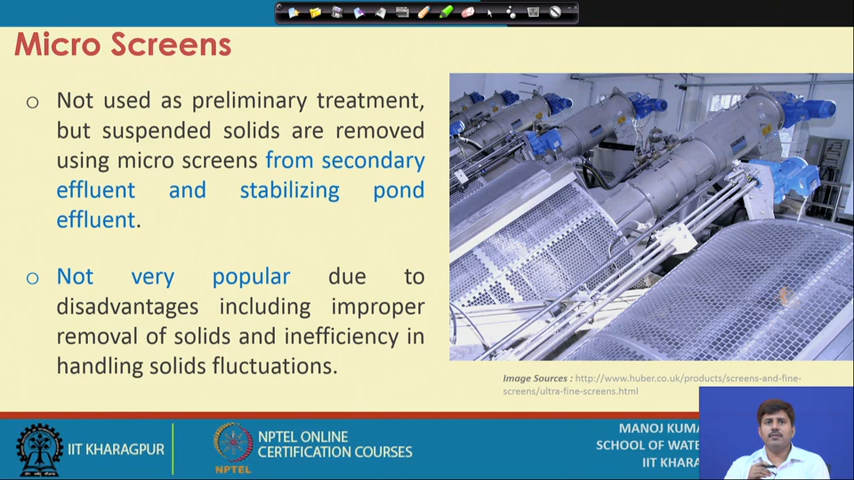 Micro Screens
o Not used as preliminary treatment,
but suspended solids are removed
using micro screens from secondary
effluent and stabilizing pond
effluent.
o Not very popular due to
disadvantages including improper
removal of solids and inefficiency in
handling solids fluctuations.
Image Sources : http://www.huber.co.uk/products/screens-and-fine-
screens/ultra-fine-screens.html
IIT KHARAGPUR
NPTEL
NPTEL ONLINE
CERTIFICATION COURSES
MANOJ KUMA
SCHOOL OF WATE
IIT KHARA